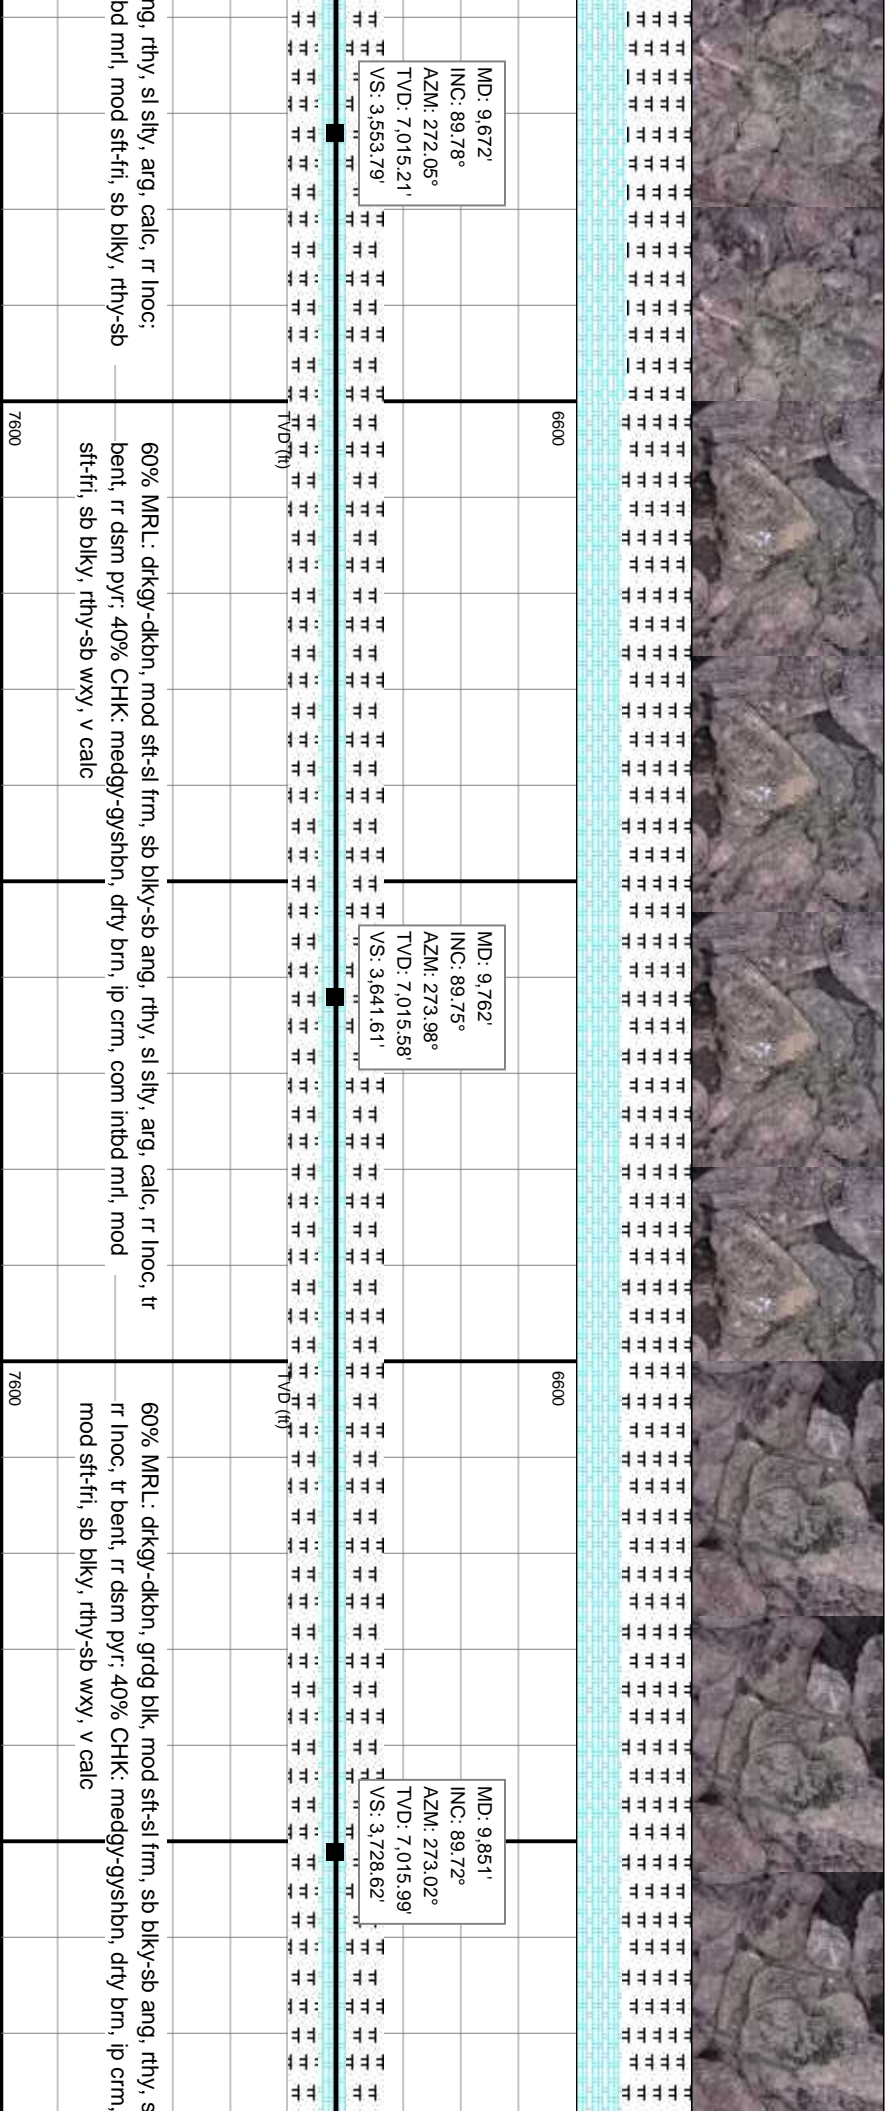 ng, rthy, sl slty, arg, calc, rr Inoc;
bd mrl, mod sft-fri, sb blky, rthy-sb
MD: 9,672'
INC: 89.78°
AZM: 272.05°
TVD: 7,015.21'
VS: 3,553.79'
6600
TVD (ft)
7600
60% MRL: drkgy-dkbn, mod sft-sl frm, sb blky-sb ang, rthy, sl slty, arg, calc, rr Inoc, tr
bent, rr dsm pyr; 40% CHK: medgy-gyshbn, drty brn, ip crm, com intbd mrl, mod
sft-fri, sb blky, rthy-sb wxy, v calc
MD: 9,762'
INC: 89.75°
AZM: 273.98°
TVD: 7,015.58'
VS: 3,641.61'
6600
TVD (ft)
7600
60% MRL: drkgy-dkbn, grdg blk, mod sft-sl frm, sb blky-sb ang, rthy, s
rr Inoc, tr bent, rr dsm pyr; 40% CHK: medgy-gyshbn, drty brn, ip crm,
mod sft-fri, sb blky, rthy-sb wxy, v calc
MD: 9,851'
INC: 89.72°
AZM: 273.02°
TVD: 7,015.99'
VS: 3,728.62'